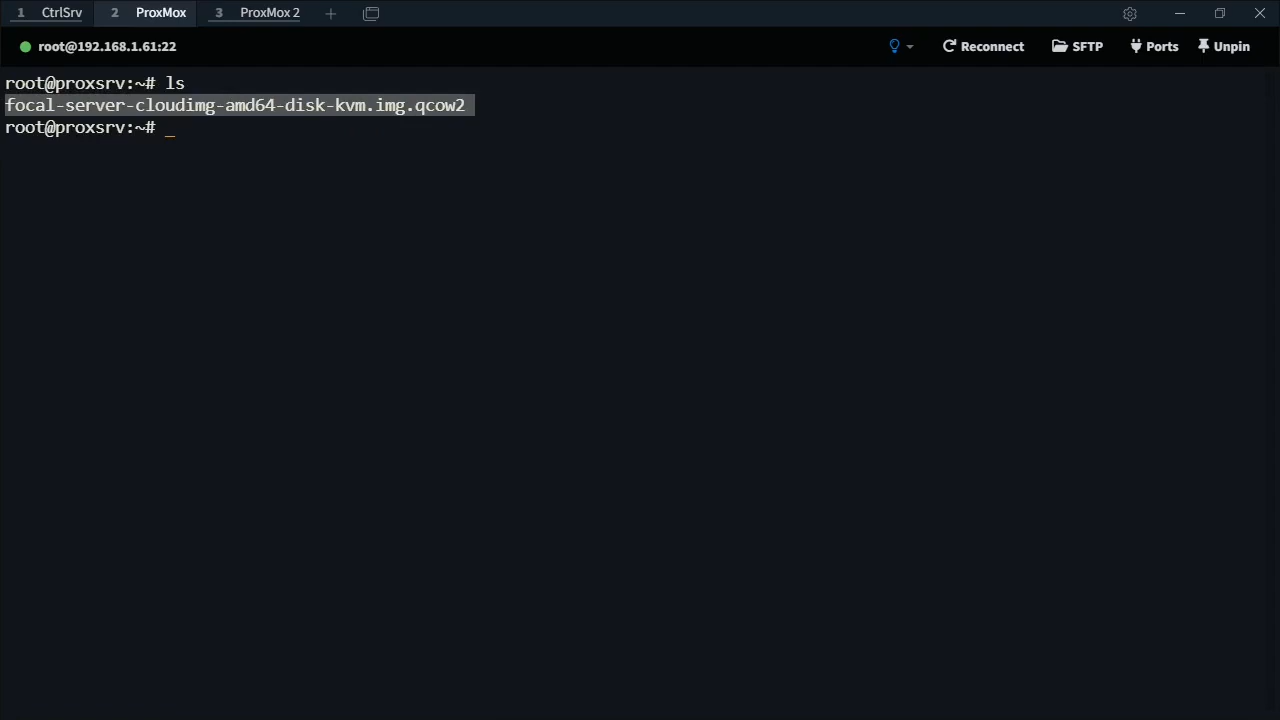 1 CtrlSrv 2 ProxMox 3 ProxMox 2
root@192.168.1.61:22 Reconnect SFTP Ports Unpin
root@proxsrv:~# ls
focal-server-cloudimg-amd64-disk-kvm.img.qcow2
root@proxsrv:~# _